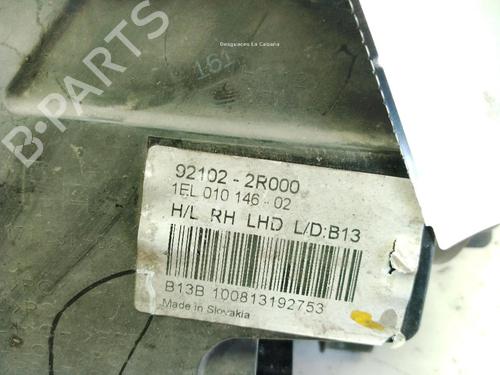 Desguaces La Cabaña
161
B-PARTS
92102 - 2R000
1EL 010 146 - 02
H/L RH LHD L/D:B13
B13B 100813192753
Made in Slovakia